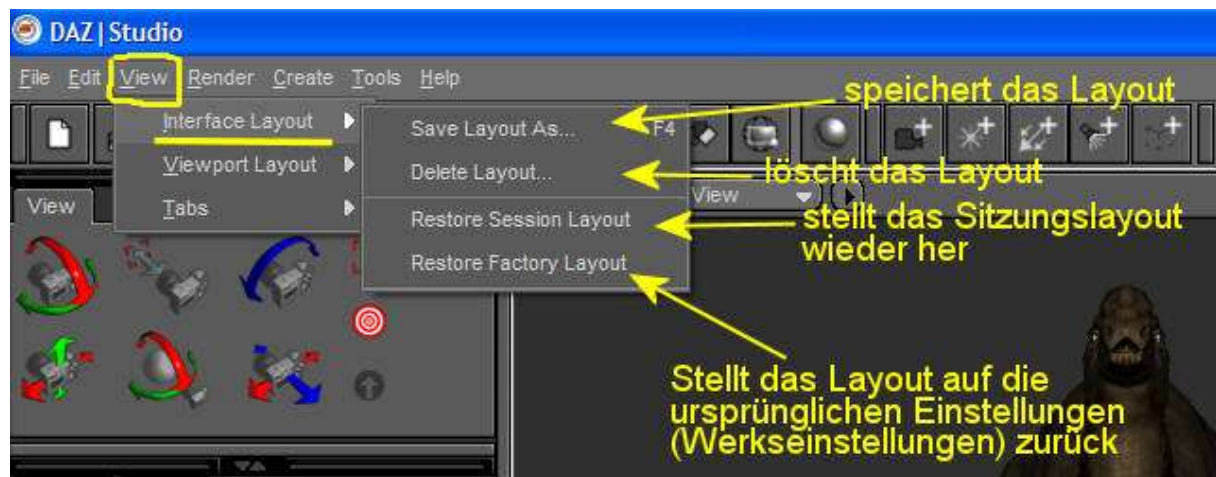 DAZ|Studio
File Edit View Render Create Tools Help
speichert das Layout
Interface Layout
Save Layout As... F4
Viewport Layout
Delete Layout...
löscht das Layout
View
Tabs
View
Restore Session Layout
stellt das Sitzungslayout
wieder her
Restore Factory Layout
Stellt das Layout auf die
ursprünglichen Einstellungen
(Werkseinstellungen) zurück